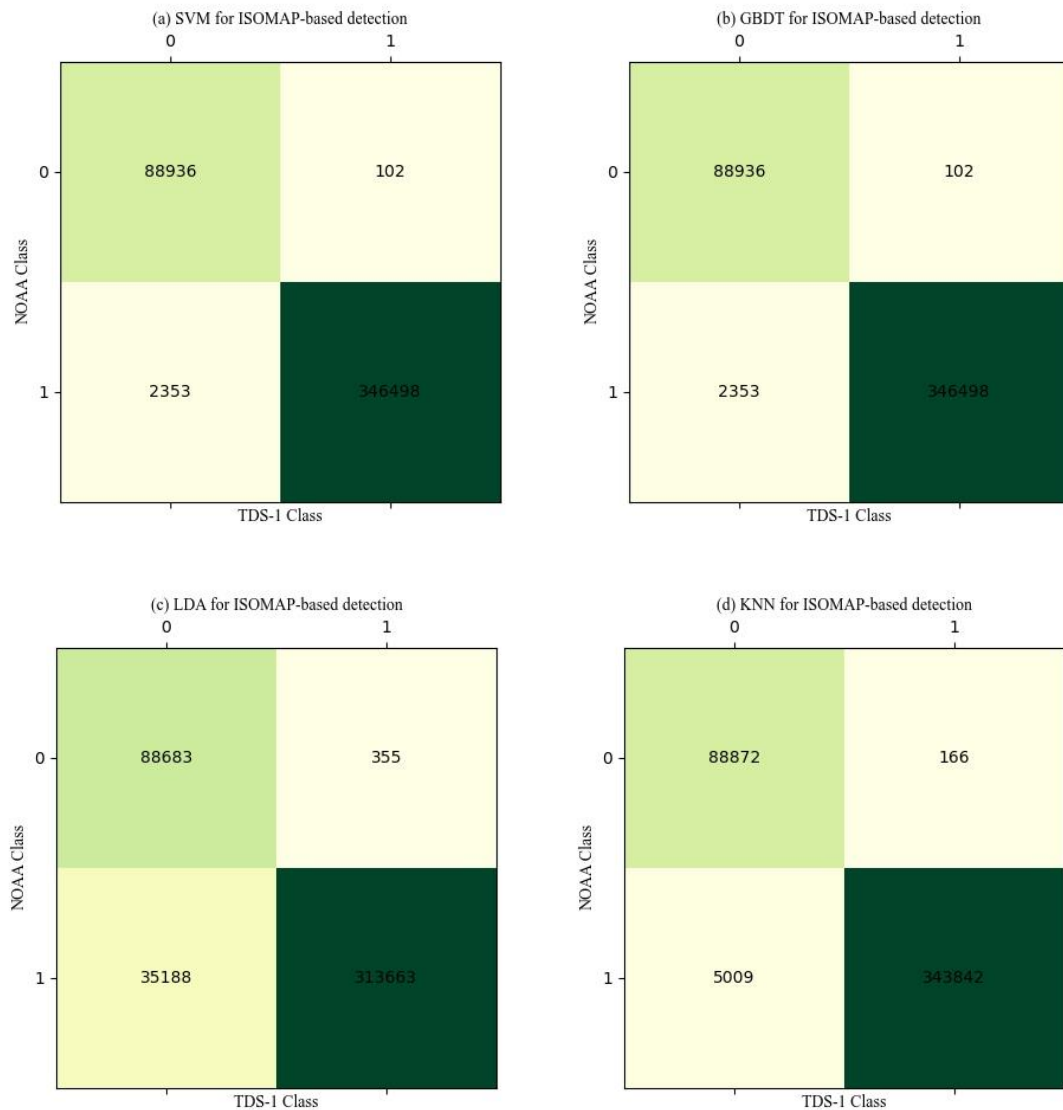 (a) SVM for ISOMAP-based detection
0 1
0 88936 102
NOAA Class
1 2353 346498
TDS-1 Class
(b) GBDT for ISOMAP-based detection
0 1
0 88936 102
NOAA Class
1 2353 346498
TDS-1 Class
(c) LDA for ISOMAP-based detection
0 1
0 88683 355
NOAA Class
1 35188 313663
TDS-1 Class
(d) KNN for ISOMAP-based detection
0 1
0 88872 166
NOAA Class
1 5009 343842
TDS-1 Class